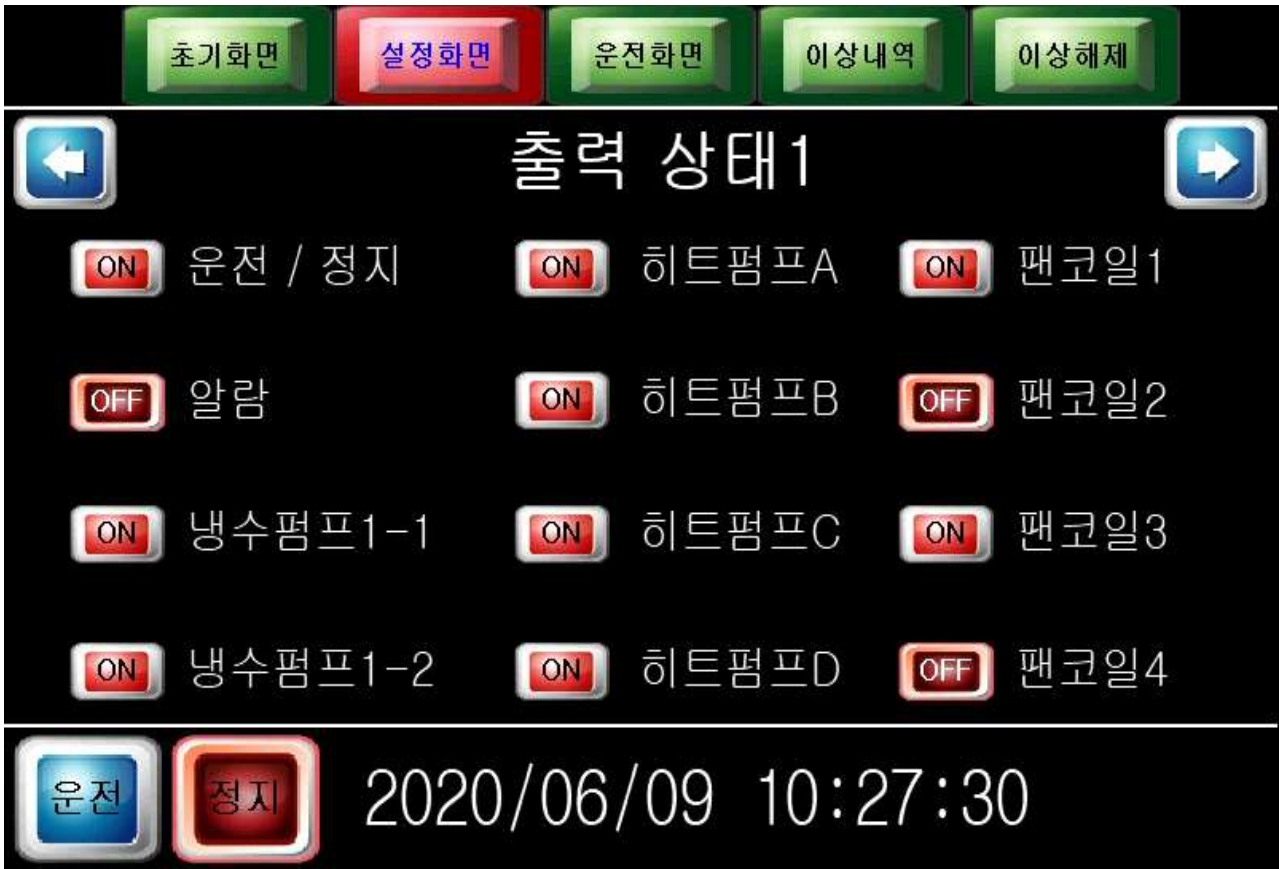 초기화면 설정화면 운전화면 이상내역 이상해제
출력 상태1
ON 운전 / 정지 ON 히트펌프A ON 팬코일1
OFF 알람 ON 히트펌프B OFF 팬코일2
ON 냉수펌프1-1 ON 히트펌프C ON 팬코일3
ON 냉수펌프1-2 ON 히트펌프D OFF 팬코일4
운전 정지 2020/06/09 10:27:30